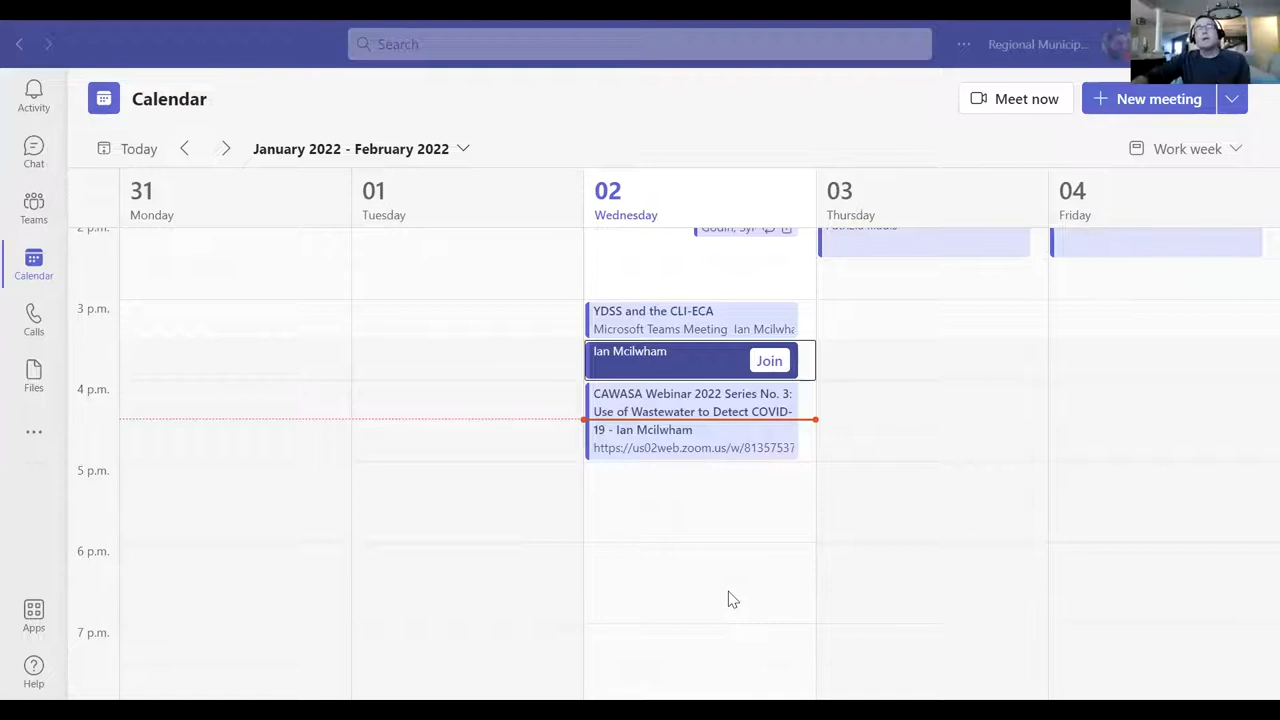 Search
Regional Municip...
Activity
Chat
Teams
Calendar
Calls
Files
Apps
Help
Calendar
Meet now
New meeting
Today
January 2022 - February 2022
Work week
31
Monday
01
Tuesday
02
Wednesday
03
Thursday
04
Friday
2 p.m.
3 p.m.
4 p.m.
5 p.m.
6 p.m.
7 p.m.
YDSS and the CLI-ECA
Microsoft Teams Meeting Ian Mcilwha
Ian Mcilwham
Join
CAWASA Webinar 2022 Series No. 3:
Use of Wastewater to Detect COVID-
19 - Ian Mcilwham
https://us02web.zoom.us/w/81357537